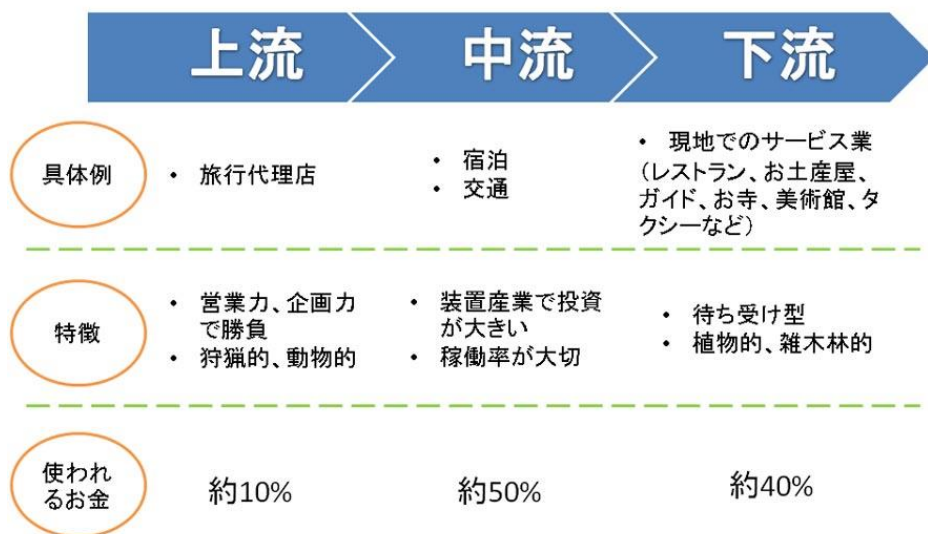 上流
中流
下流
具体例
• 旅行代理店
• 宿泊
• 交通
• 現地でのサービス業
(レストラン、お土産屋、
ガイド、お寺、美術館、タ
クシーなど)
特徴
• 営業力、企画力
で勝負
• 狩猟的、動物的
• 装置産業で投資
が大きい
• 稼働率が大切
• 待ち受け型
• 植物的、雑木林的
使われ
るお金
約10%
約50%
約40%